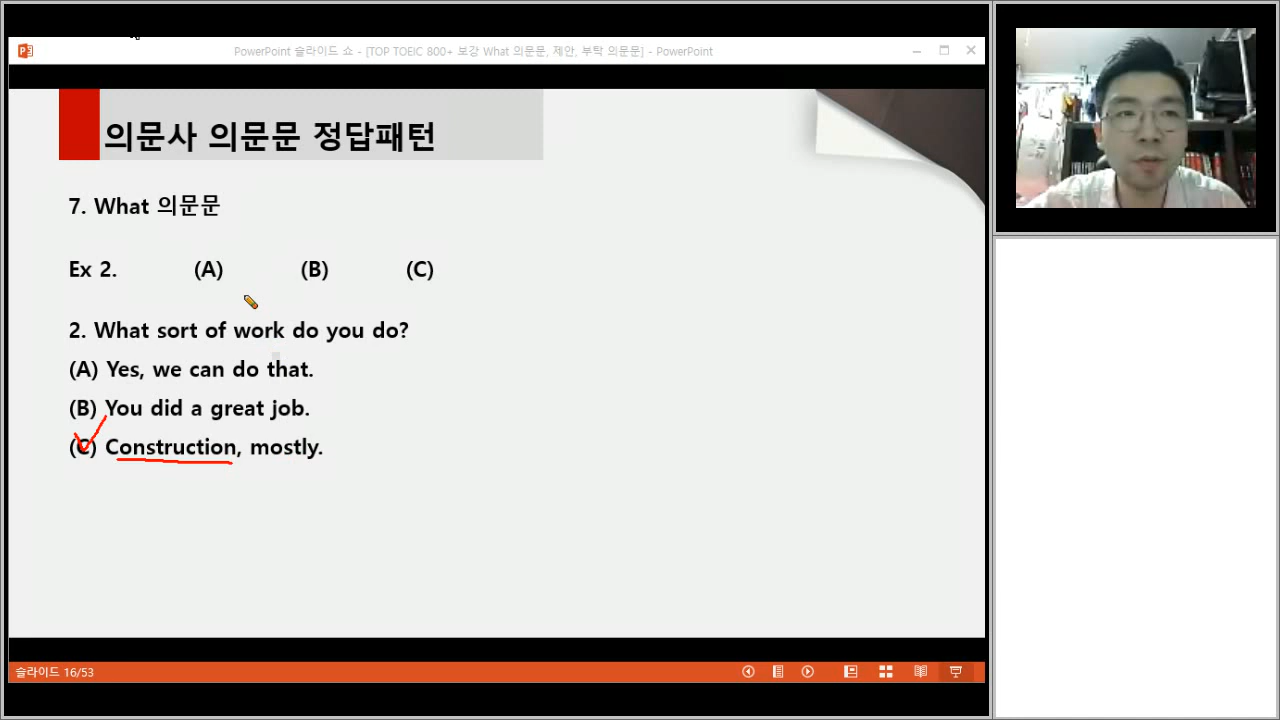 PowerPoint 슬라이드 쇼 - [TOP TOEIC 800+ 보강 What 의문문, 제안, 부탁 의문문] - PowerPoint
의문사 의문문 정답패턴
7. What 의문문
Ex 2. (A) (B) (C)
2. What sort of work do you do?
(A) Yes, we can do that.
(B) You did a great job.
(C) Construction, mostly.
슬라이드 16/53